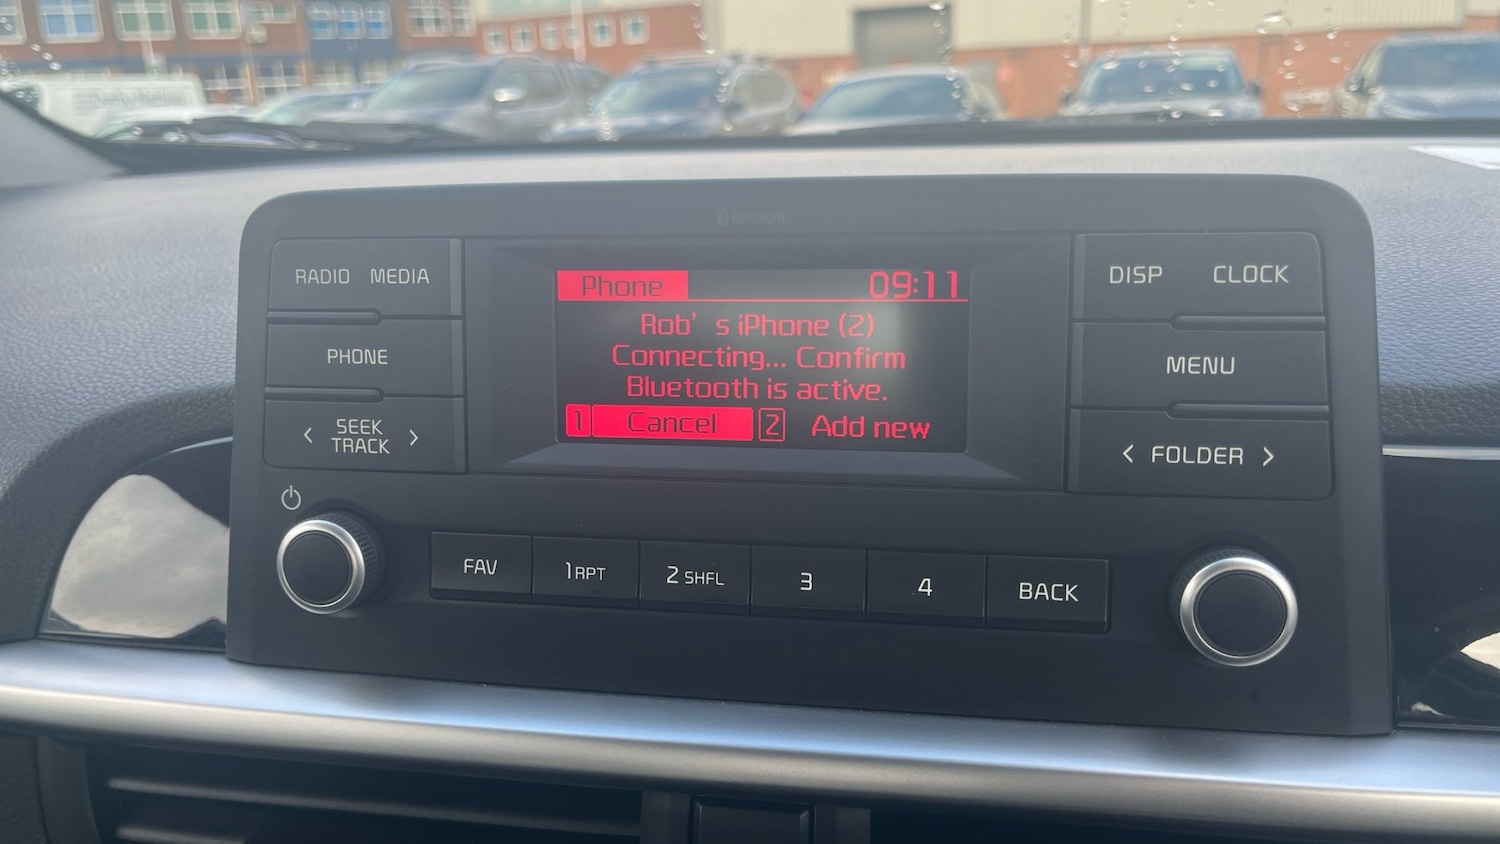 Bluetooth
RADIO MEDIA
PHONE
< SEEK TRACK >
Phone 09:11
Rob's iPhone (2)
Connecting... Confirm
Bluetooth is active.
1 Cancel 2 Add new
DISP CLOCK
MENU
< FOLDER >
FAV 1 RPT 2 SHFL 3 4 BACK